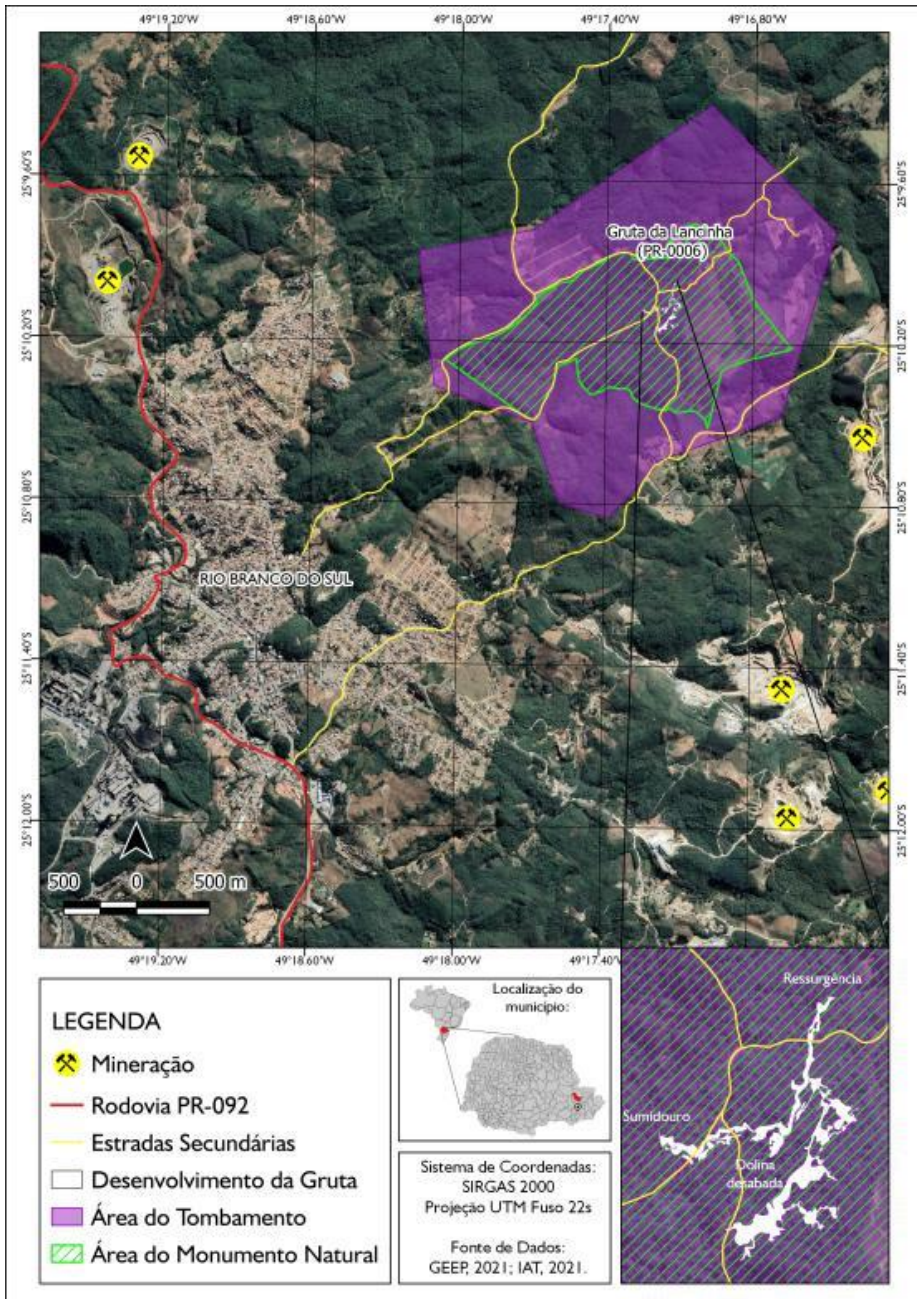 49°19.20'W 49°18.60'W 49°18.00'W 49°17.40'W 49°16.80'W
25°9.60'S
25°9.60'S
Gruta da Lancinha
(PR-0006)
25°10.20'S
25°10.20'S
25°10.80'S
25°10.80'S
RIO BRANCO DO SUL
25°11.40'S
25°11.40'S
25°12.00'S
25°12.00'S
500 0 500 m
49°19.20'W 49°18.60'W 49°18.00'W 49°17.40'W
LEGENDA
Mineração
Rodovia PR-092
Estradas Secundárias
Desenvolvimento da Gruta
Área do Tombamento
Área do Monumento Natural
Localização do
município:
Sistema de Coordenadas:
SIRGAS 2000
Projeção UTM Fuso 22s
Fonte de Dados:
GEEP, 2021; IAT, 2021.
Ressurgência
Sumidouro
Dolina
desabada